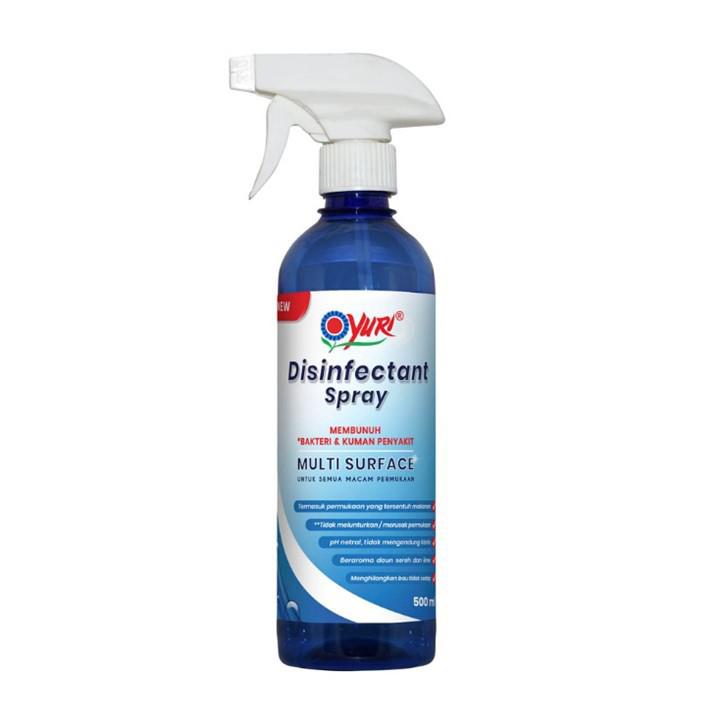 NEW
YURI®
Disinfectant
Spray
MEMBUNUH
*BAKTERI & KUMAN PENYAKIT
MULTI SURFACE
UNTUK SEMUA MACAM PERMUKAAN
Termasuk permukaan yang tersentuh makanan
**Tidak melunturkan / merusak permukaan
pH netral, tidak mengandung klorin
Beraroma daun sereh dan lime
Menghilangkan bau tidak sedap
500 ml